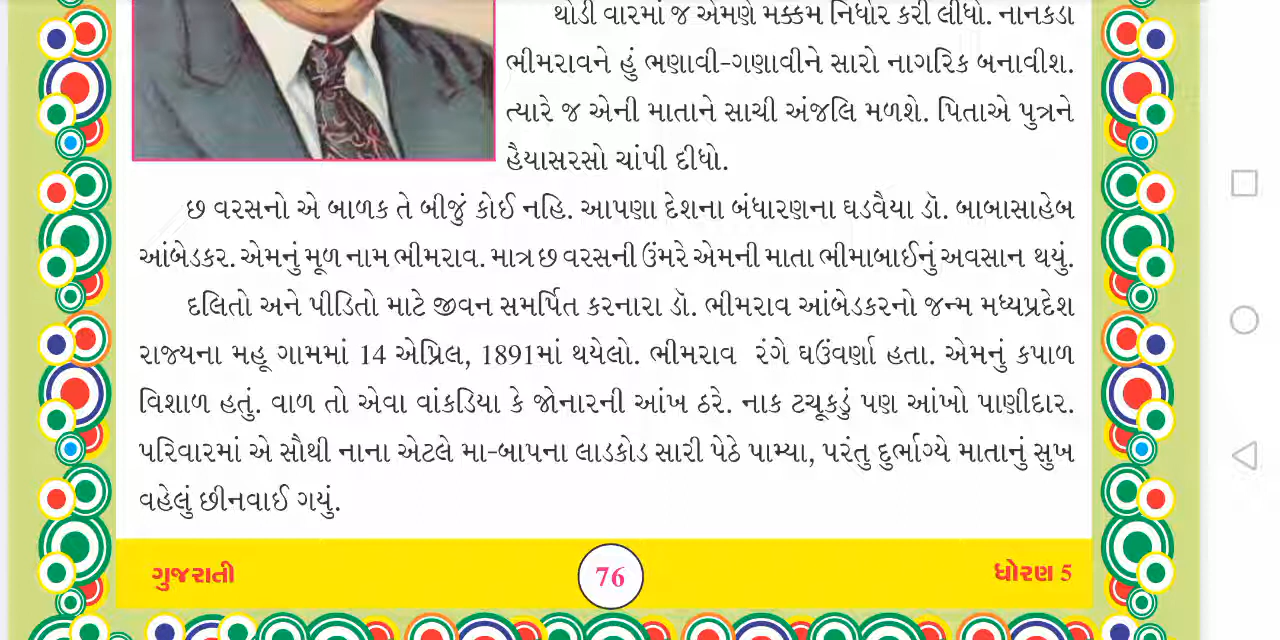 થોડી વારમાં જ એમણે મક્કમ નિર્ધાર કરી લીધો. નાનકડા
ભીમરાવને હું ભણાવી-ગણાવીને સારો નાગરિક બનાવીશ.
ત્યારે જ એની માતાને સાચી અંજલિ મળશે. પિતાએ પુત્રને
હૈયાસરસો ચાંપી દીધો.
છ વરસનો એ બાળક તે બીજું કોઈ નહિ. આપણા દેશના બંધારણના ઘડવૈયા ડૉ. બાબાસાહેબ
આંબેડકર. એમનું મૂળ નામ ભીમરાવ. માત્ર છ વરસની ઉંમરે એમની માતા ભીમાબાઈનું અવસાન થયું.
દલિતો અને પીડિતો માટે જીવન સમર્પિત કરનારા ડૉ. ભીમરાવ આંબેડકરનો જન્મ મધ્યપ્રદેશ
રાજ્યના મહૂ ગામમાં 14 એપ્રિલ, 1891માં થયેલો. ભીમરાવ રંગે ઘઉંવર્ણા હતા. એમનું કપાળ
વિશાળ હતું. વાળ તો એવા વાંકડિયા કે જોનારની આંખ ઠરે. નાક ટચૂકડું પણ આંખો પાણીદાર.
પરિવારમાં એ સૌથી નાના એટલે મા-બાપના લાડકોડ સારી પેઠે પામ્યા, પરંતુ દુર્ભાગ્યે માતાનું સુખ
વહેલું છીનવાઈ ગયું.
ગુજરાતી
76
ધોરણ 5